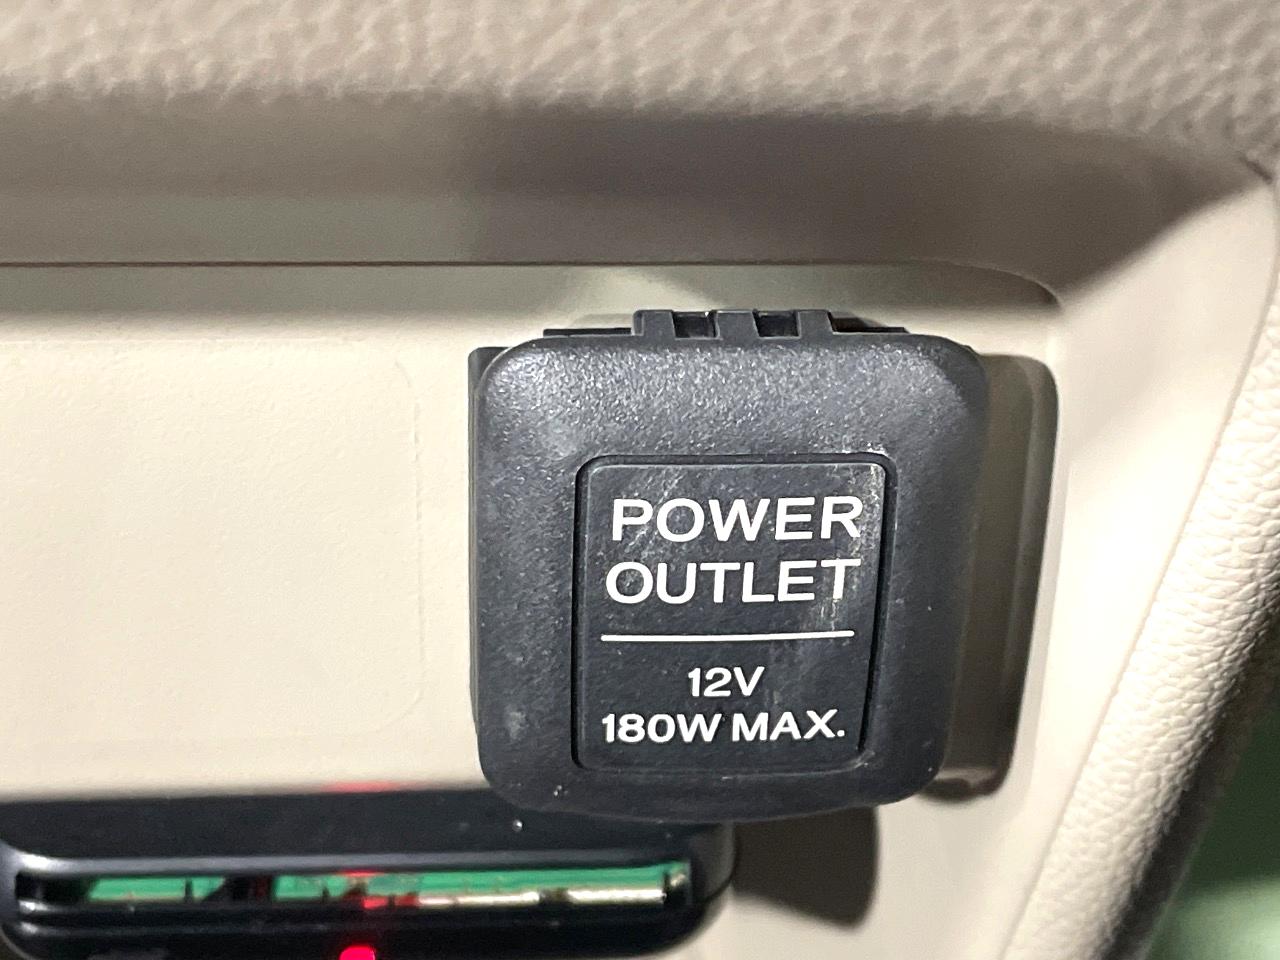 POWER
OUTLET
12V
180W MAX.